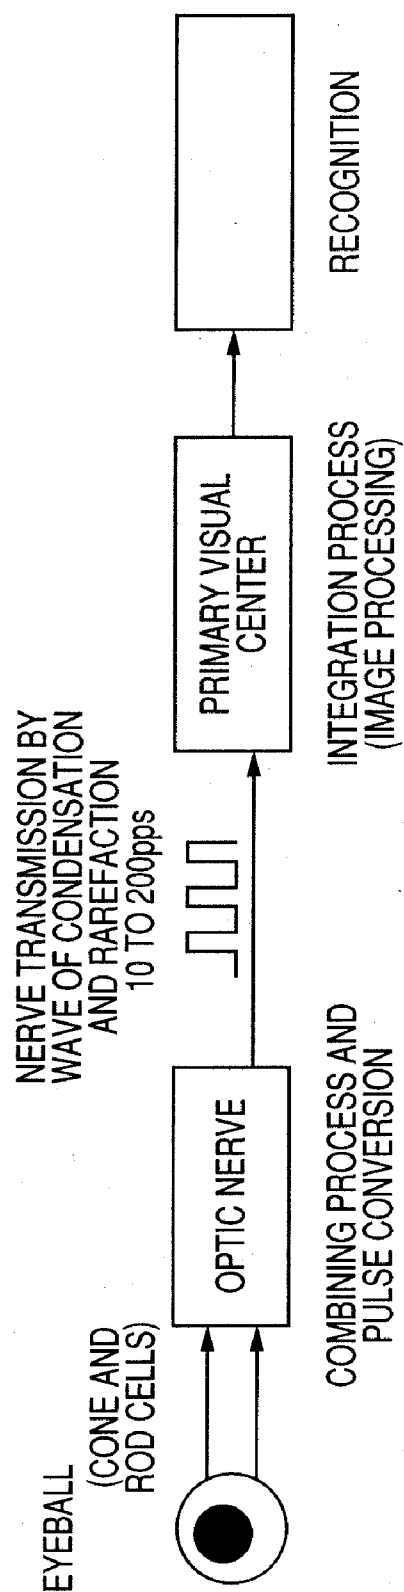 EYEBALL
(CONE AND
ROD CELLS)
OPTIC NERVE
COMBINING PROCESS AND
PULSE CONVERSION
NERVE TRANSMISSION BY
WAVE OF CONDENSATION
AND RAREFACTION
10 TO 200pps
PRIMARY VISUAL
CENTER
INTEGRATION PROCESS
(IMAGE PROCESSING)
RECOGNITION